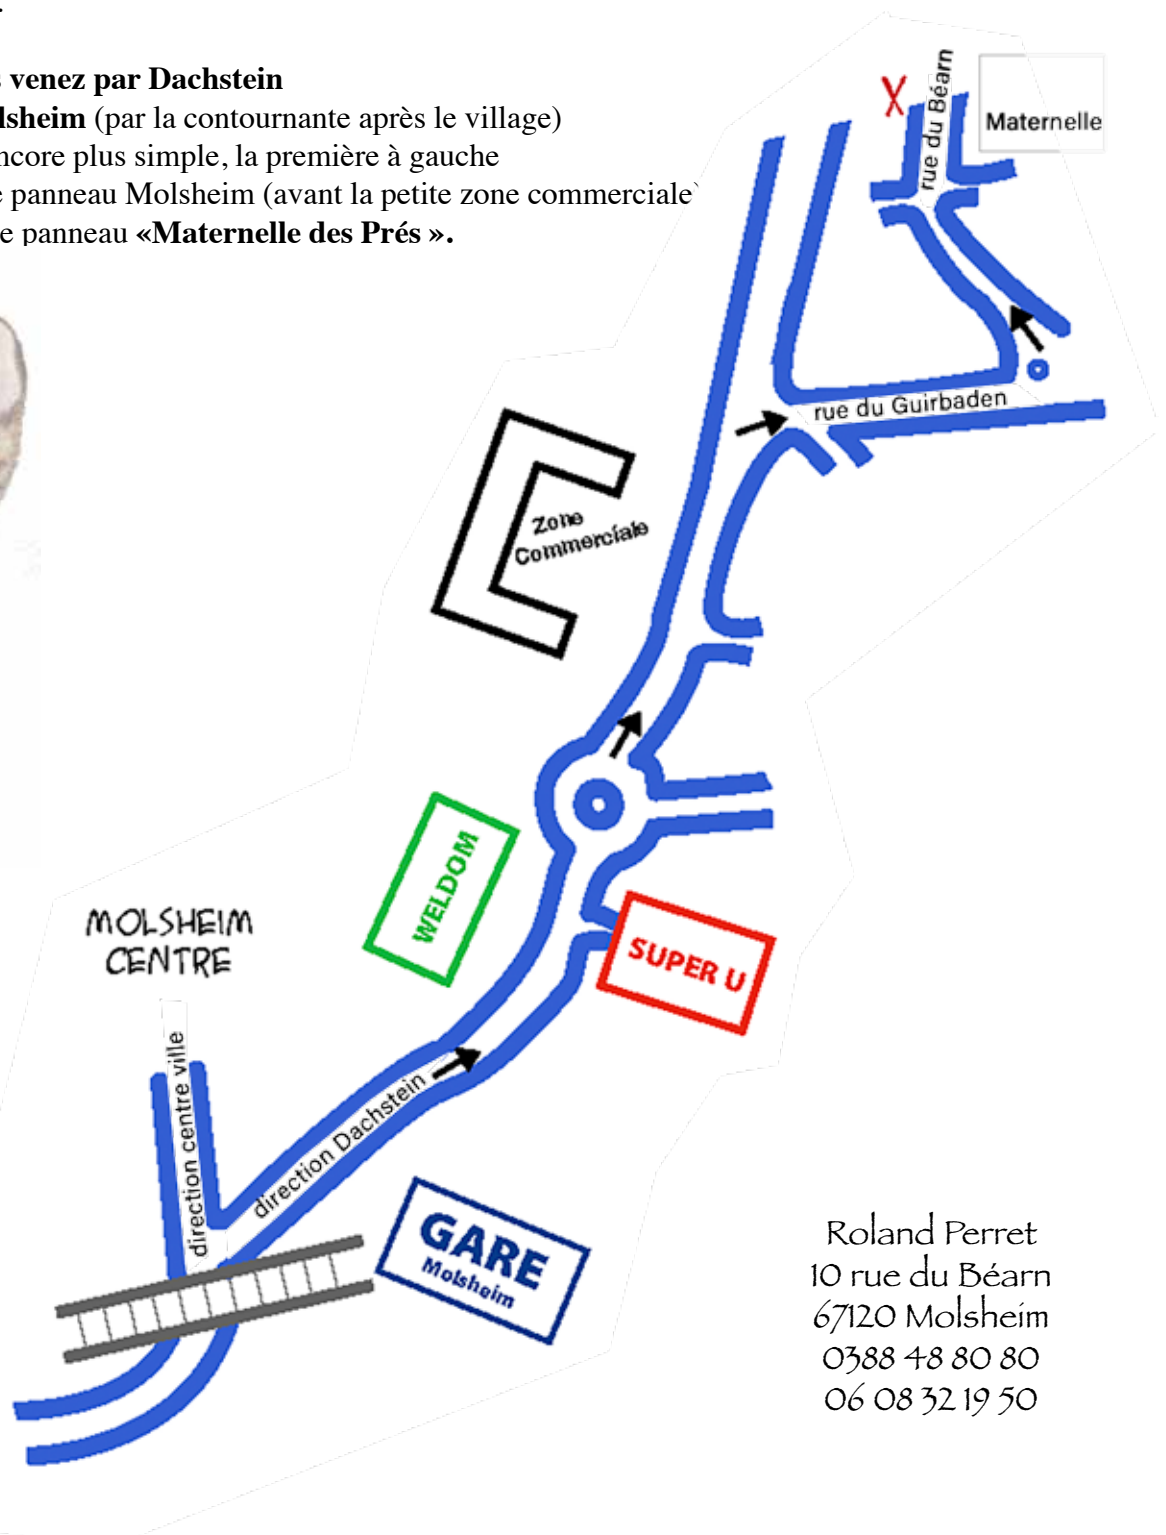 venez par Dachstein
lsheim (par la contournante après le village)
ncore plus simple, la première à gauche
panneau Molsheim (avant la petite zone commerciale
e panneau «Maternelle des Prés ».
rue du Béarn
Maternelle
rue du Guirbaden
Zone
Commerciale
WELDOM
SUPER U
MOLSHEIM
CENTRE
direction centre ville
direction Dachstein
GARE
Molsheim
Roland Perret
10 rue du Béarn
67120 Molsheim
0388 48 80 80
06 08 32 19 50